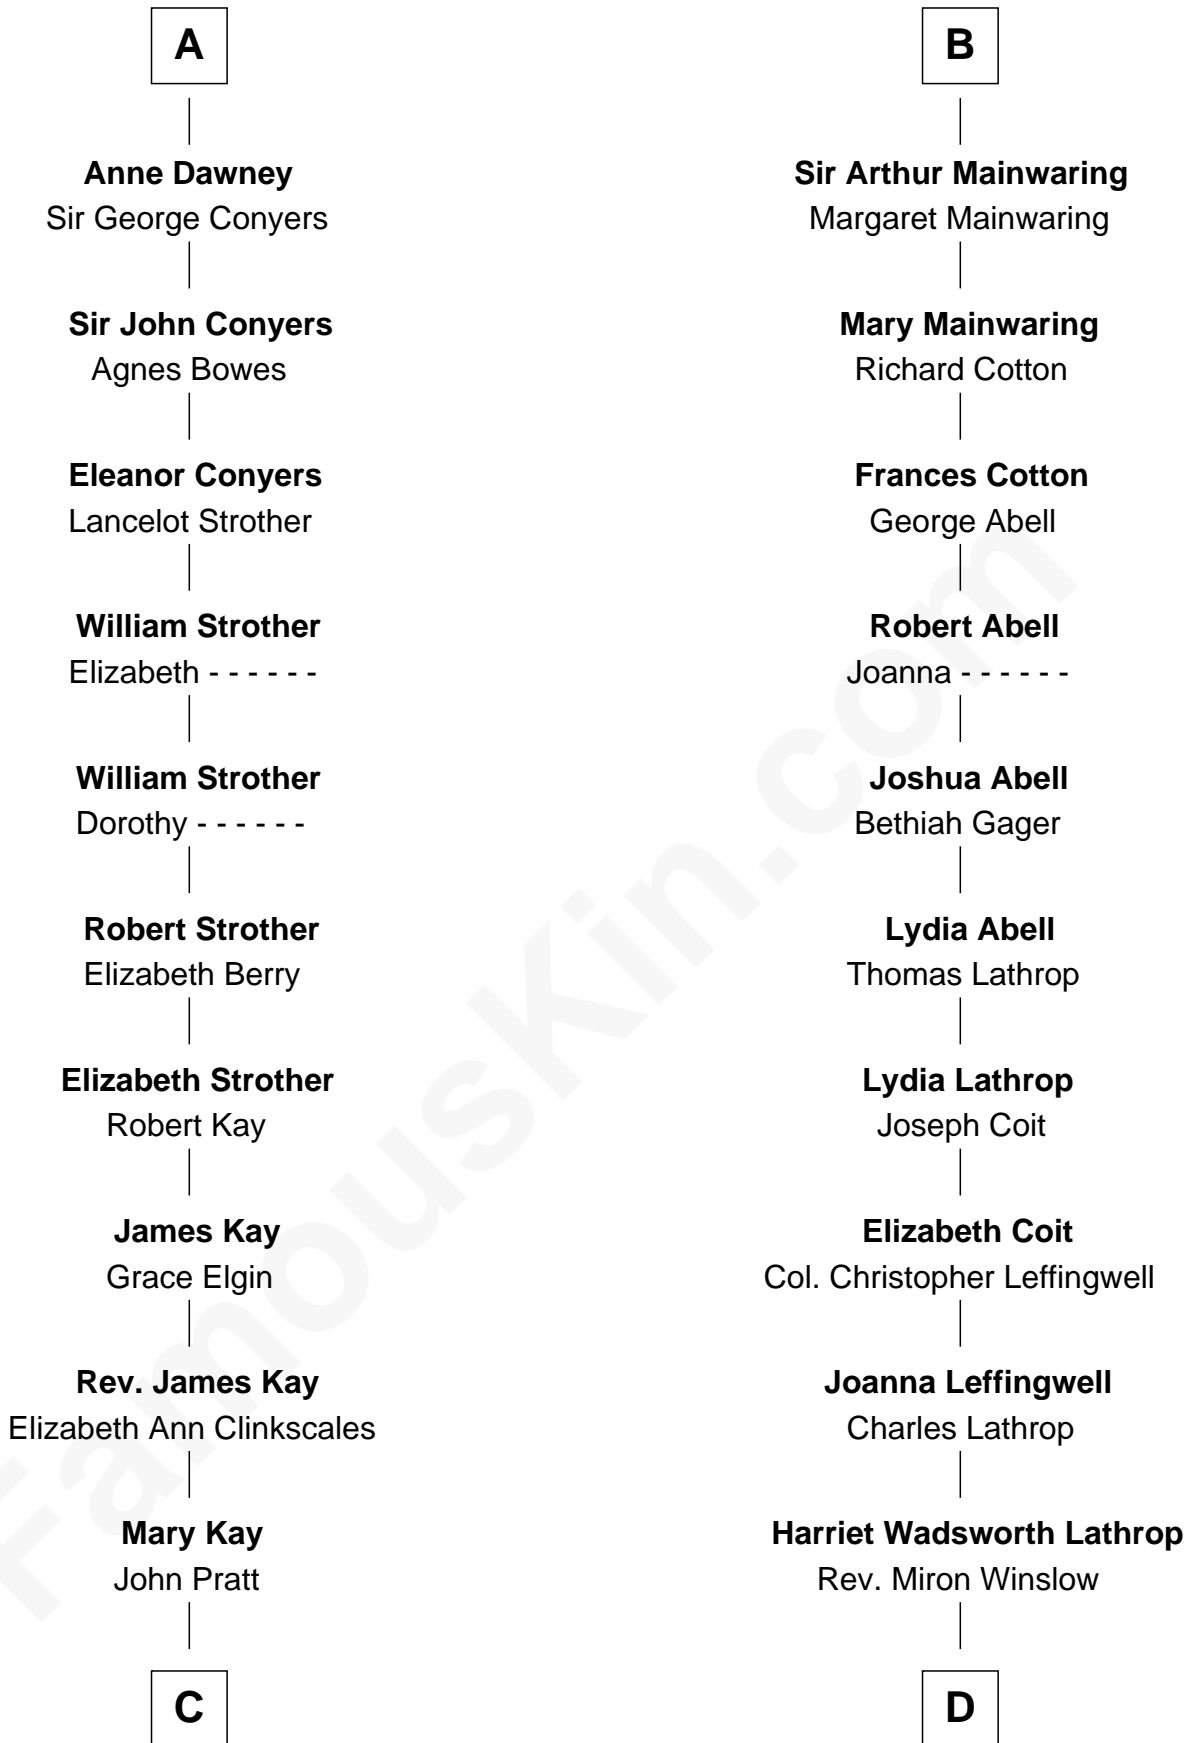 A
Anne Dawney
Sir George Conyers
Sir John Conyers
Agnes Bowes
Eleanor Conyers
Lancelot Strother
William Strother
Elizabeth - - - - - -
William Strother
Dorothy - - - - - -
Robert Strother
Elizabeth Berry
Elizabeth Strother
Robert Kay
James Kay
Grace Elgin
Rev. James Kay
Elizabeth Ann Clinkscales
Mary Kay
John Pratt
C
B
Sir Arthur Mainwaring
Margaret Mainwaring
Mary Mainwaring
Richard Cotton
Frances Cotton
George Abell
Robert Abell
Joanna - - - - - -
Joshua Abell
Bethiah Gager
Lydia Abell
Thomas Lathrop
Lydia Lathrop
Joseph Coit
Elizabeth Coit
Col. Christopher Leffingwell
Joanna Leffingwell
Charles Lathrop
Harriet Wadsworth Lathrop
Rev. Miron Winslow
D
FamousKin.com